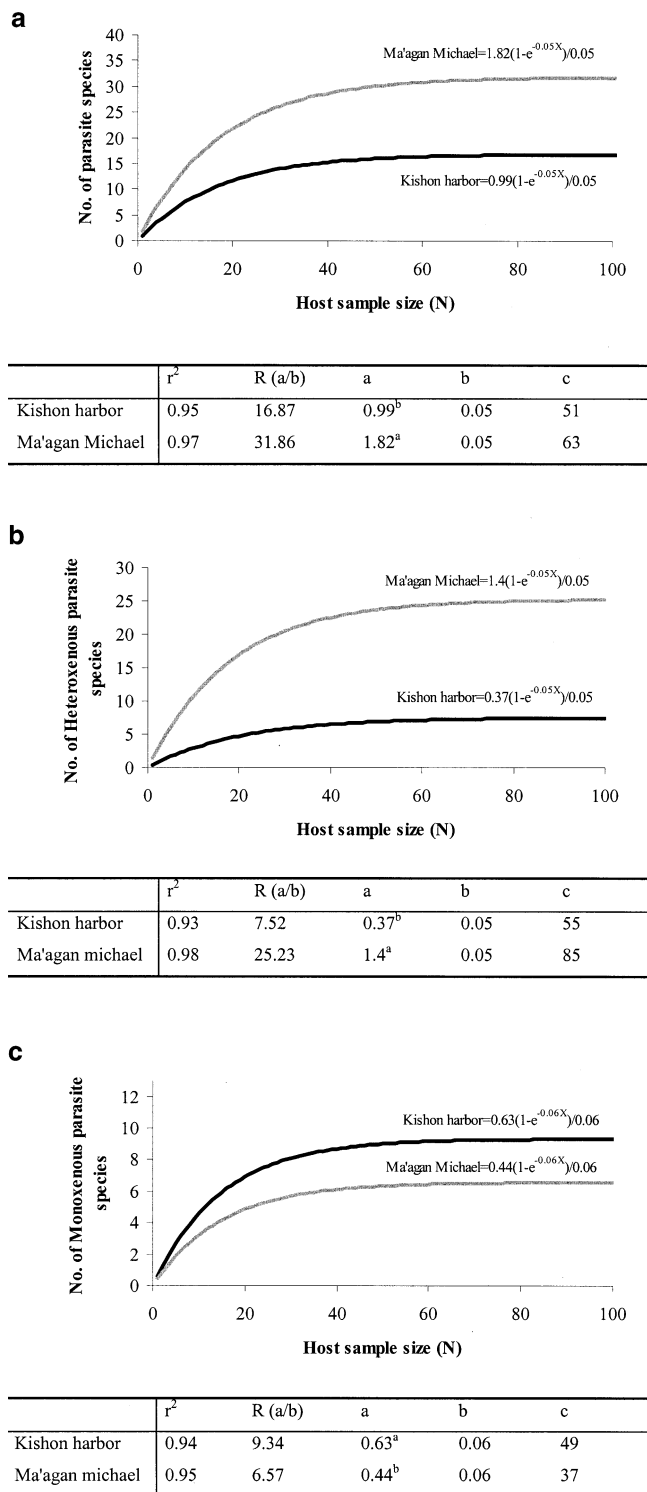 a
Ma'agan Michael=1.82(1-e^-0.05X)/0.05
Kishon harbor=0.99(1-e^-0.05X)/0.05
No. of parasite species
40
35
30
25
20
15
10
5
0
0 20 40 60 80 100
Host sample size (N)
r² R (a/b) a b c
Kishon harbor 0.95 16.87 0.99^b 0.05 51
Ma'agan Michael 0.97 31.86 1.82^a 0.05 63
b
Ma'agan Michael=1.4(1-e^-0.05X)/0.05
Kishon harbor=0.37(1-e^-0.05X)/0.05
No. of Heteroxenous parasite
species
30
25
20
15
10
5
0
0 20 40 60 80 100
Host sample size (N)
r² R (a/b) a b c
Kishon harbor 0.93 7.52 0.37^b 0.05 55
Ma'agan michael 0.98 25.23 1.4^a 0.05 85
c
Kishon harbor=0.63(1-e^-0.06X)/0.06
Ma'agan Michael=0.44(1-e^-0.06X)/0.06
No. of Monoxenous parasite
species
12
10
8
6
4
2
0
0 20 40 60 80 100
Host sample size (N)
r² R (a/b) a b c
Kishon harbor 0.94 9.34 0.63^a 0.06 49
Ma'agan michael 0.95 6.57 0.44^b 0.06 37